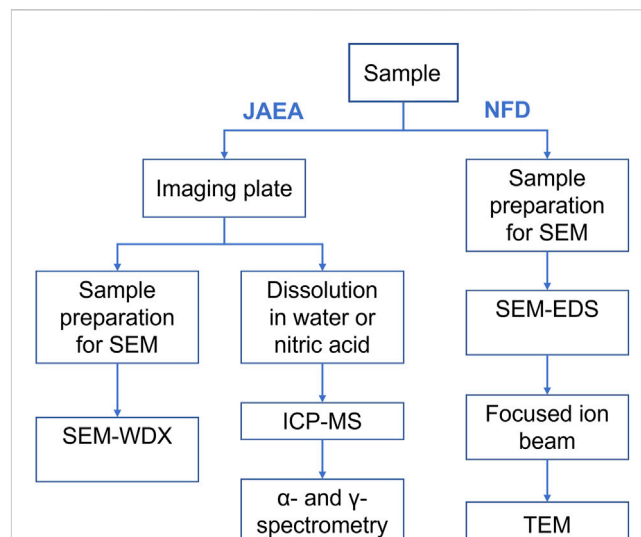 Sample
JAEA
NFD
Imaging plate
Sample
preparation
for SEM
Sample
preparation
for SEM
Dissolution
in water or
nitric acid
SEM-EDS
SEM-WDX
ICP-MS
Focused ion
beam
α- and γ-
spectrometry
TEM